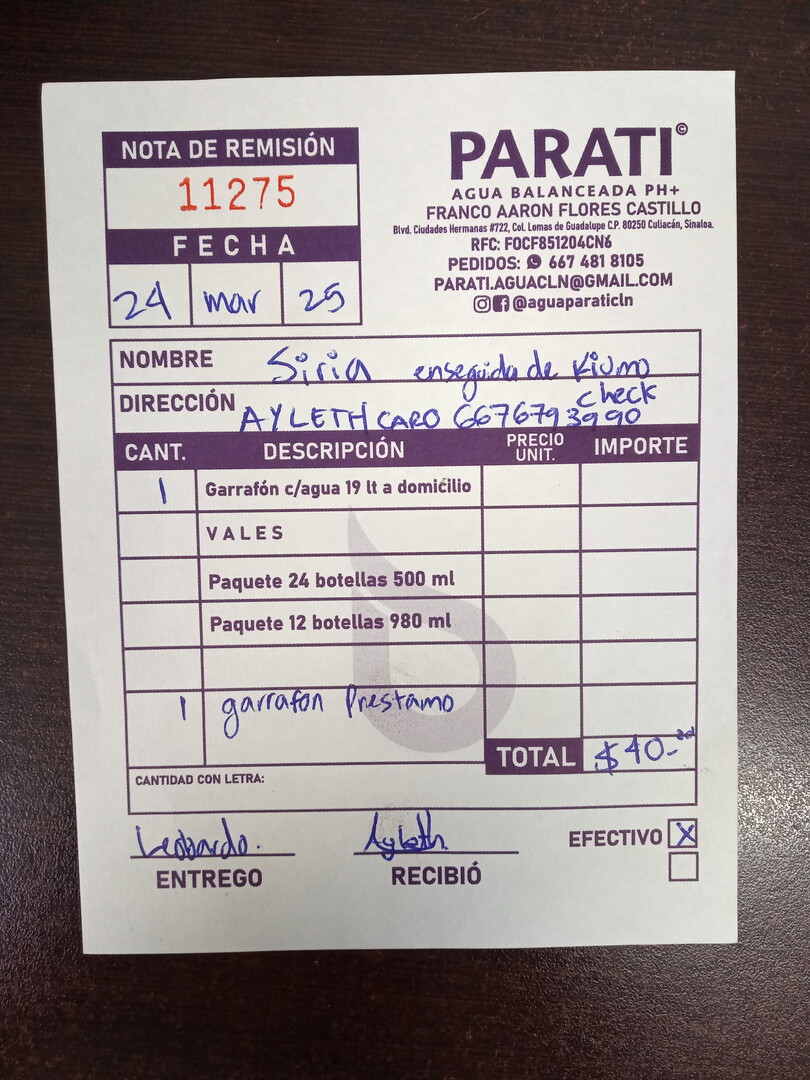 NOTA DE REMISIÓN
11275
FECHA
24 mar 25
PARATI©
AGUA BALANCEADA PH+
FRANCO AARON FLORES CASTILLO
Blvd. Ciudades Hermanas #722, Col. Lomas de Guadalupe C.P. 80250 Culiacán, Sinaloa.
RFC: FOCF851204CN6
PEDIDOS: 667 481 8105
PARATI.AGUACLN@GMAIL.COM
@aguaparaticln
NOMBRE Siria enseguida de Kiumo
check
DIRECCIÓN AYLETH CARO 6676793990
CANT. DESCRIPCIÓN PRECIO UNIT. IMPORTE
1 Garrafón c/agua 19 lt a domicilio
VALES
Paquete 24 botellas 500 ml
Paquete 12 botellas 980 ml
1 garrafon Prestamo
TOTAL $40-
CANTIDAD CON LETRA:
Leobardo. Ayleth
ENTREGO RECIBIÓ
EFECTIVO X